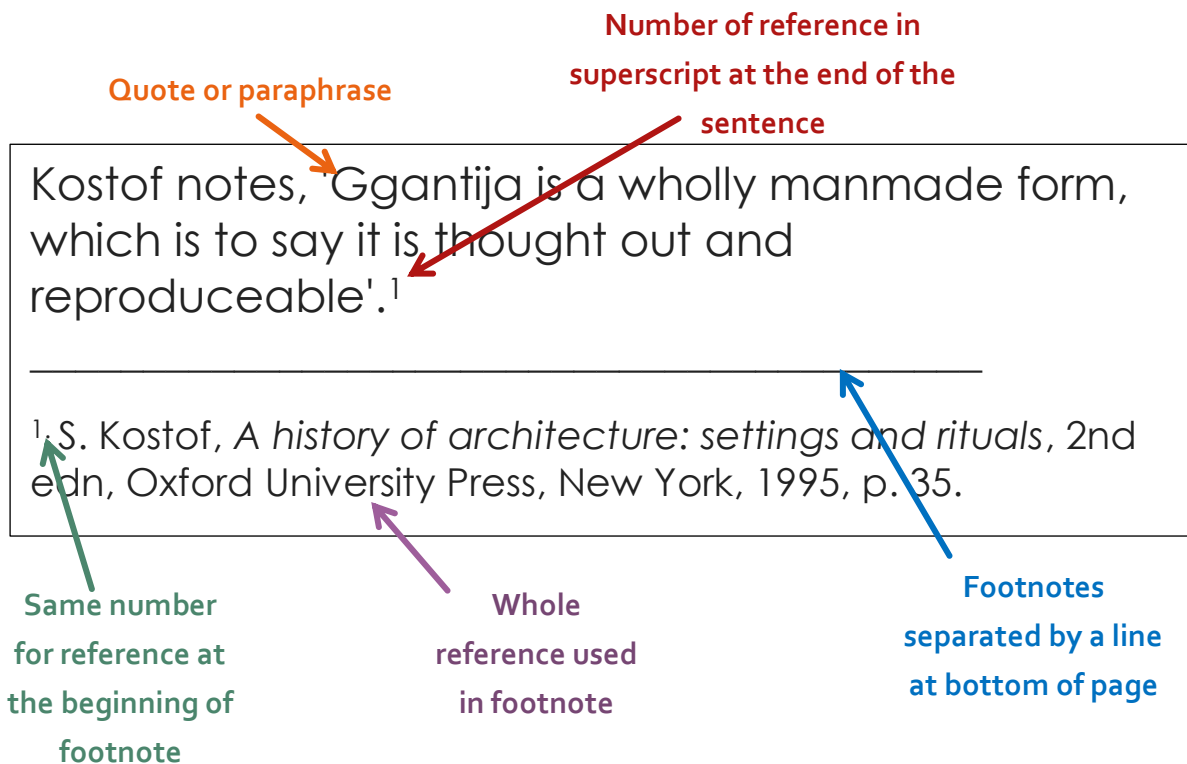 Number of reference in
superscript at the end of the
sentence
Quote or paraphrase
Kostof notes, 'Ggantija is a wholly manmade form,
which is to say it is thought out and
reproduceable'.¹
¹. S. Kostof, A history of architecture: settings and rituals, 2nd
edn, Oxford University Press, New York, 1995, p. 35.
Same number
for reference at
the beginning of
footnote
Whole
reference used
in footnote
Footnotes
separated by a line
at bottom of page